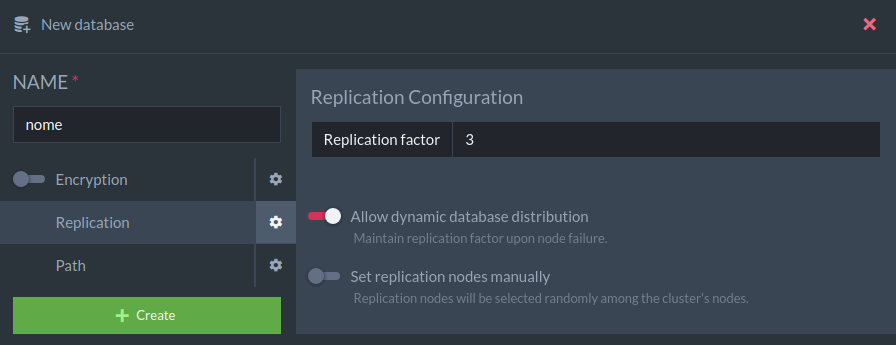 New database
NAME *
nome
Encryption
Replication
Path
Create
Replication Configuration
Replication factor 3
Allow dynamic database distribution
Maintain replication factor upon node failure.
Set replication nodes manually
Replication nodes will be selected randomly among the cluster's nodes.